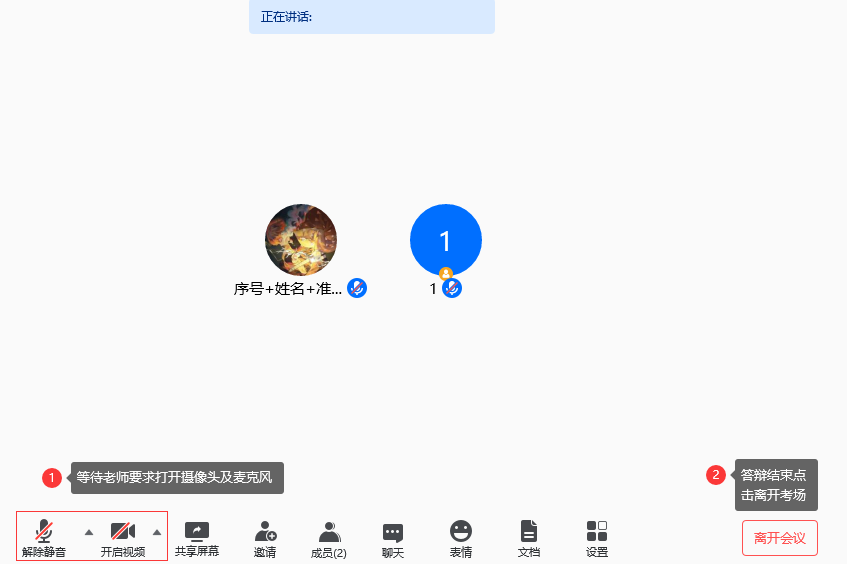 正在讲话:
1
序号+姓名+准...
1
1 等待老师要求打开摄像头及麦克风
2 答辩结束点
击离开考场
解除静音 开启视频 共享屏幕 邀请 成员(2) 聊天 表情 文档 设置 离开会议